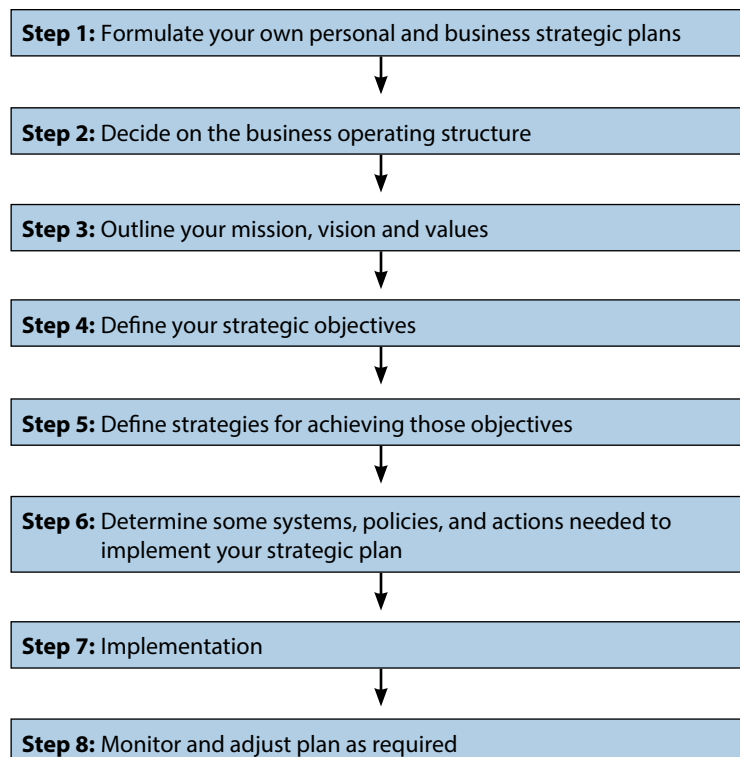 Step 1: Formulate your own personal and business strategic plans
Step 2: Decide on the business operating structure
Step 3: Outline your mission, vision and values
Step 4: Define your strategic objectives
Step 5: Define strategies for achieving those objectives
Step 6: Determine some systems, policies, and actions needed to
implement your strategic plan
Step 7: Implementation
Step 8: Monitor and adjust plan as required